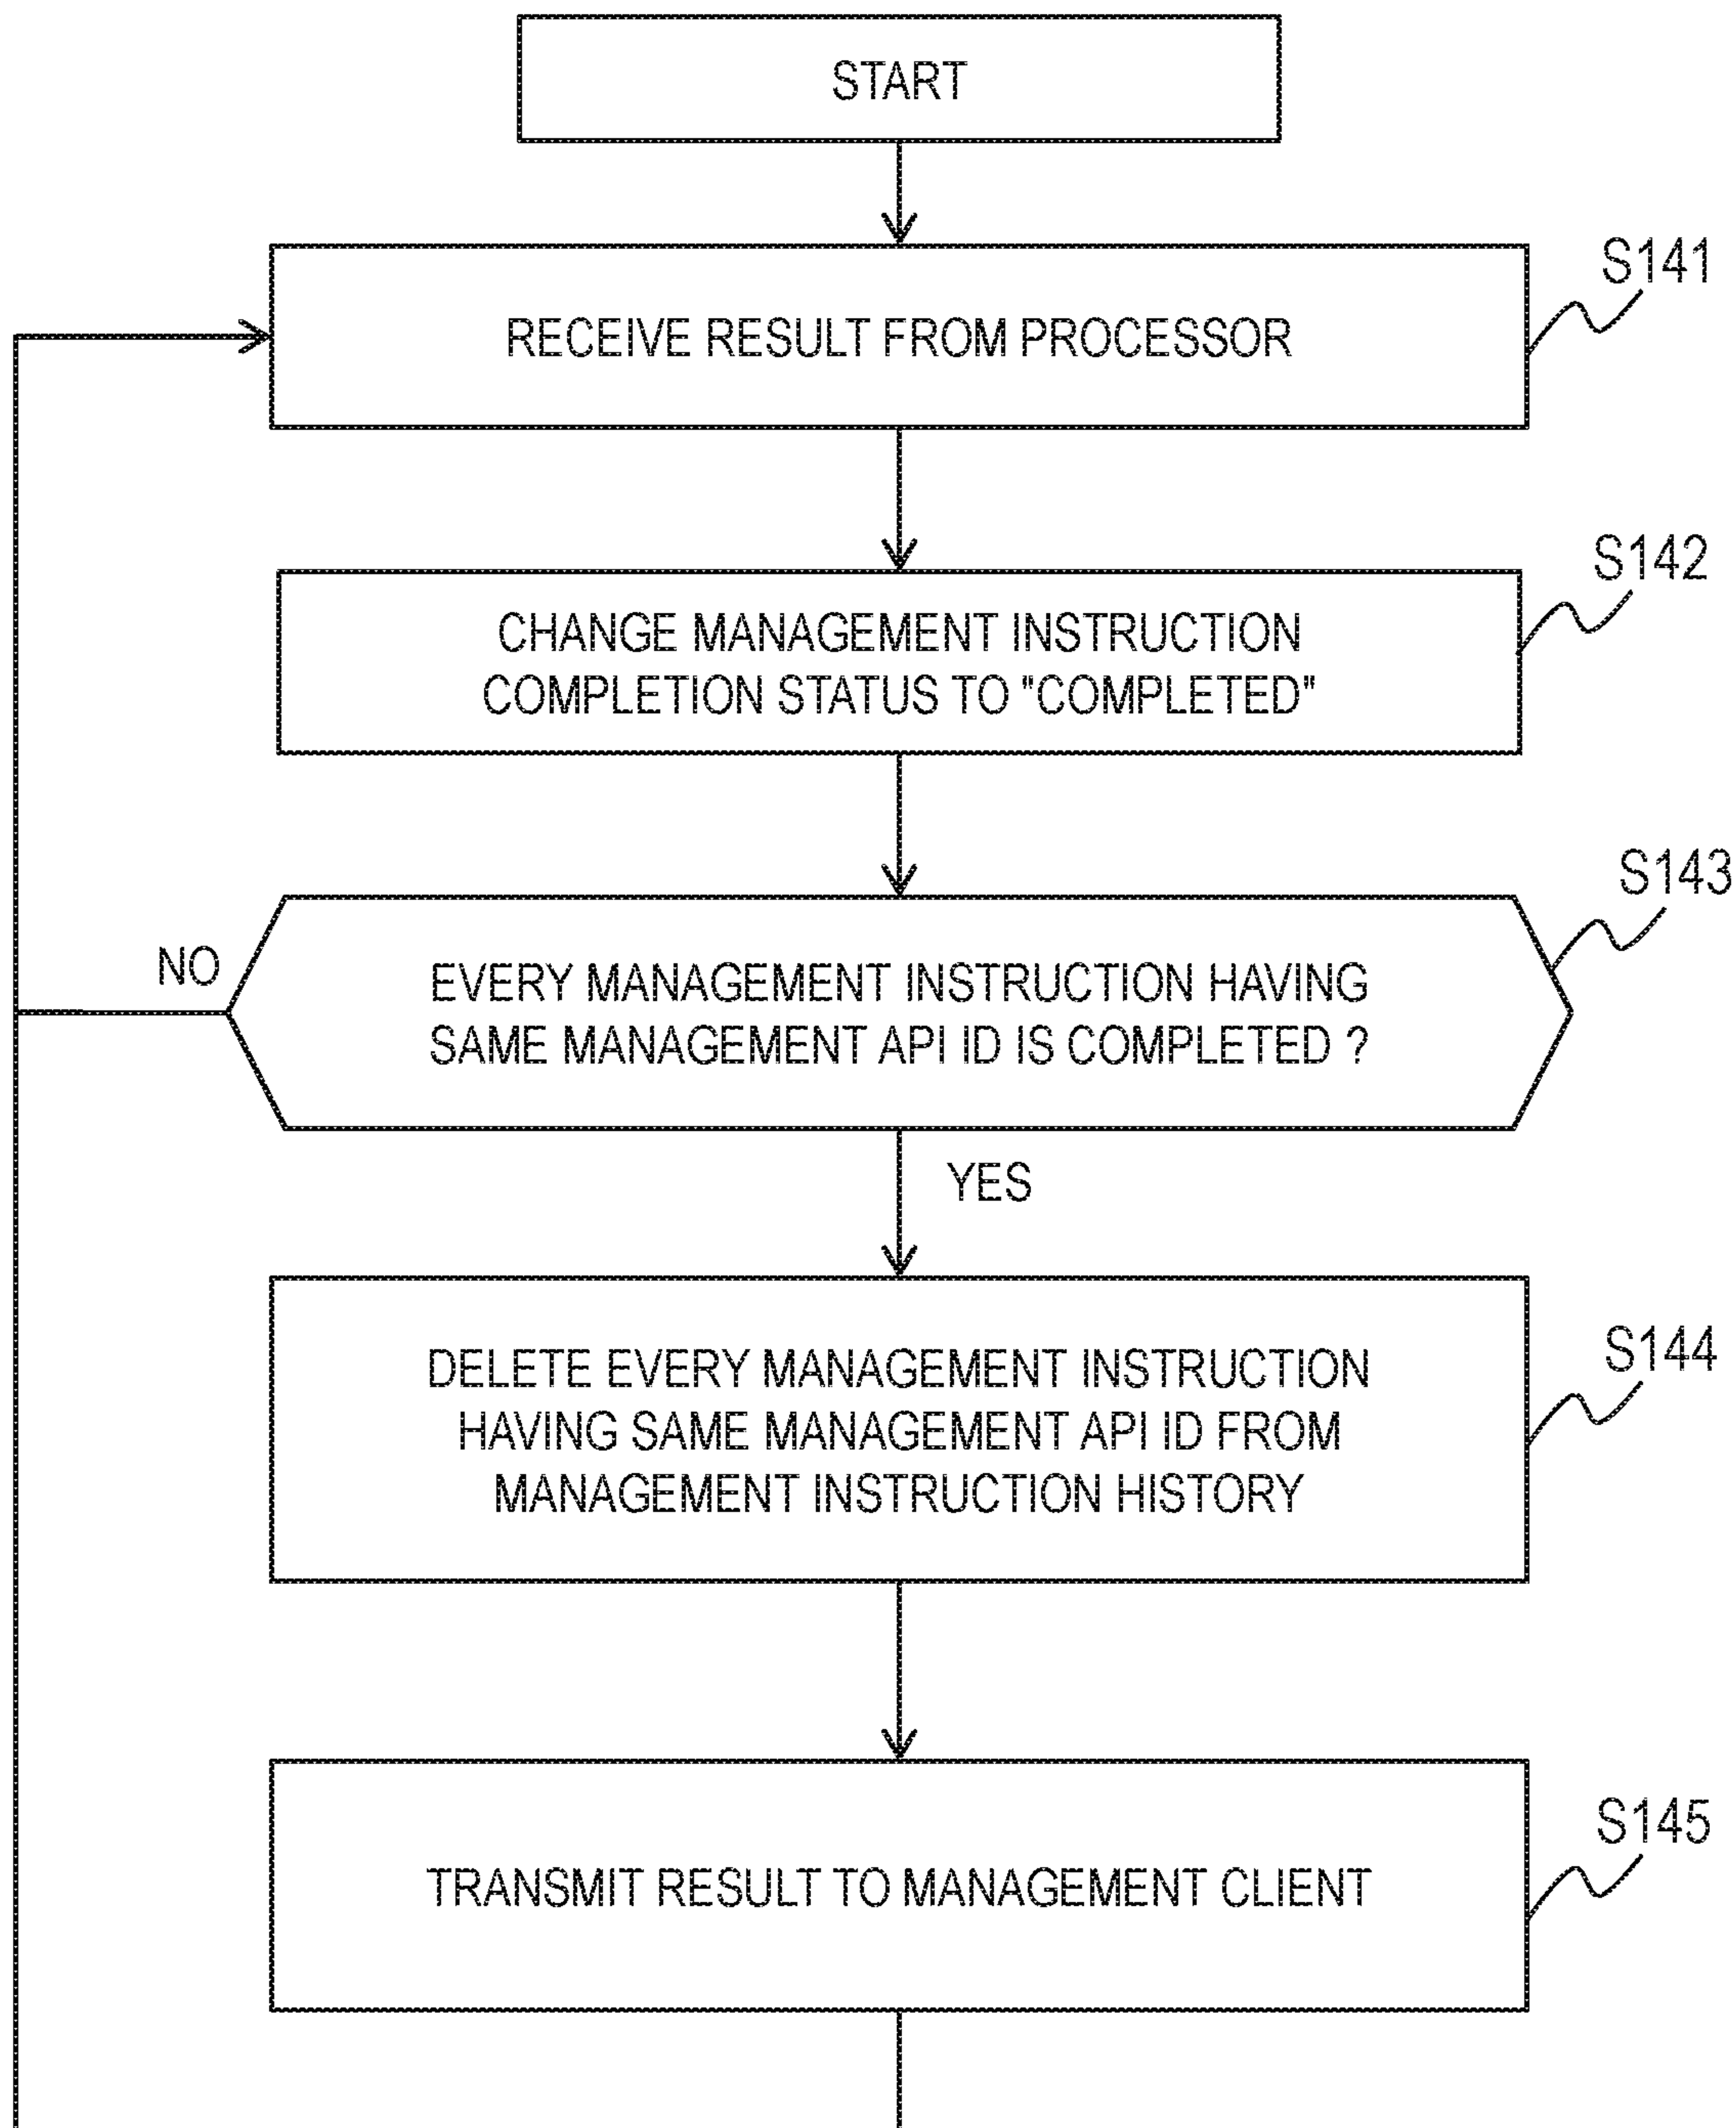 START
S141
RECEIVE RESULT FROM PROCESSOR
S142
CHANGE MANAGEMENT INSTRUCTION
COMPLETION STATUS TO "COMPLETED"
S143
NO
EVERY MANAGEMENT INSTRUCTION HAVING
SAME MANAGEMENT API ID IS COMPLETED ?
YES
S144
DELETE EVERY MANAGEMENT INSTRUCTION
HAVING SAME MANAGEMENT API ID FROM
MANAGEMENT INSTRUCTION HISTORY
S145
TRANSMIT RESULT TO MANAGEMENT CLIENT